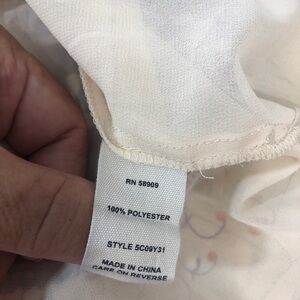 RN 58909
100% POLYESTER
STYLE 5C09Y31
MADE IN CHINA
CARE ON REVERSE